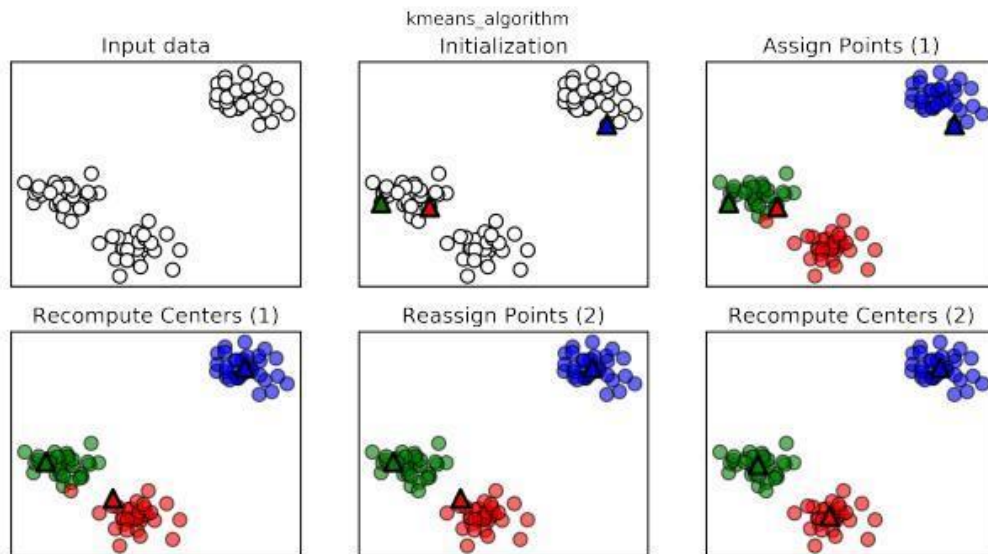 kmeans_algorithm
Input data
Initialization
Assign Points (1)
Recompute Centers (1)
Reassign Points (2)
Recompute Centers (2)